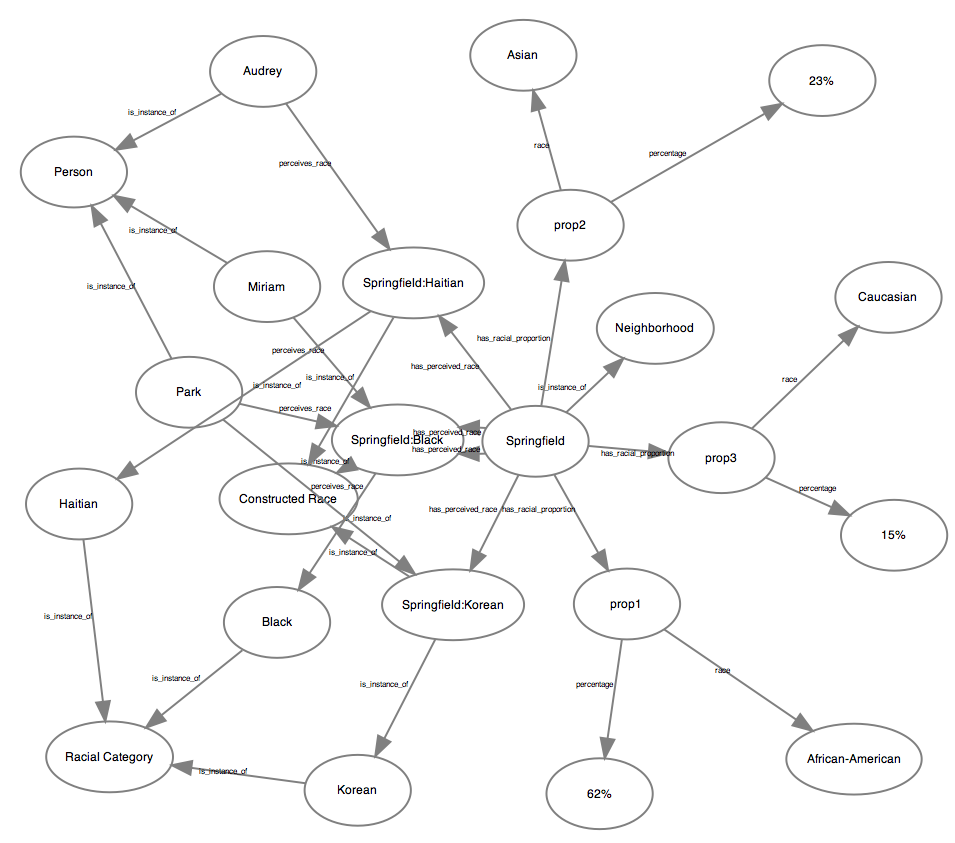 Asian
Audrey
23%
is_instance_of
race
percentage
perceives_race
Person
prop2
is_instance_of
Springfield:Haitian
is_instance_of
Miriam
Caucasian
Neighborhood
has_racial_proportion
perceives_race
has_perceived_race
is_instance_of
race
is_instance_of
is_instance_of
Park
perceives_race
has_perceived_race
Springfield:Black
Springfield
has_perceived_race
has_racial_proportion
prop3
is_instance_of
perceives_race
percentage
Constructed Race
Haitian
has_perceived_race
has_racial_proportion
is_instance_of
15%
is_instance_of
Springfield:Korean
prop1
is_instance_of
Black
is_instance_of
is_instance_of
percentage
race
Racial Category
African-American
is_instance_of
Korean
62%